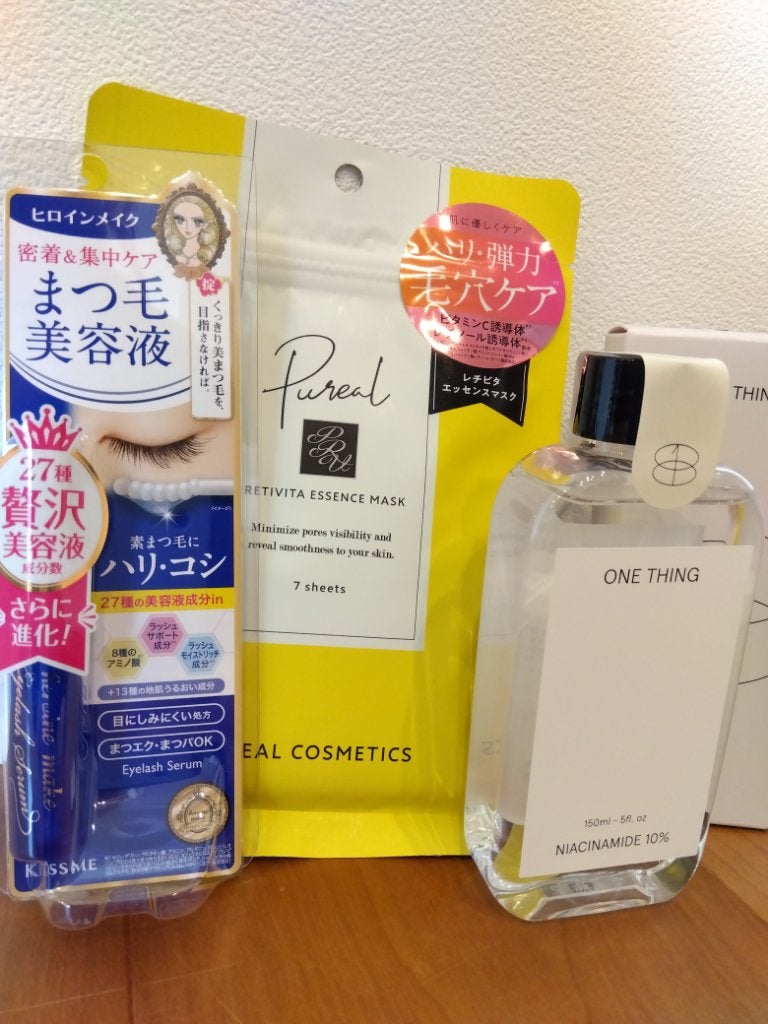 ヒロインメイク
密着&集中ケア
まつ毛
美容液
掟
くっきり美まつ毛を、
目指さなければ。
27種
贅沢
美容液
成分数
さらに
進化!
素まつ毛に
ハリ・コシ
27種の美容液成分in
8種の
アミノ酸
ラッシュ
サポート
成分
ラッシュ
モイストリッチ
成分
+13種の地肌うるおい成分
目にしみにくい処方
まつエク・まつパOK
Eyelash Serum
heroine make
Eyelash Serum
KISSME
肌に優しくケア
ハリ・弾力
毛穴ケア
ビタミンC誘導体
レチノール誘導体
レチビタ
エッセンスマスク
Pureal
PRU
RETIVITA ESSENCE MASK
Minimize pores visibility and
reveal smoothness to your skin.
7 sheets
EAL COSMETICS
THIN
ONE THING
150ml - 5fl. oz
NIACINAMIDE 10%